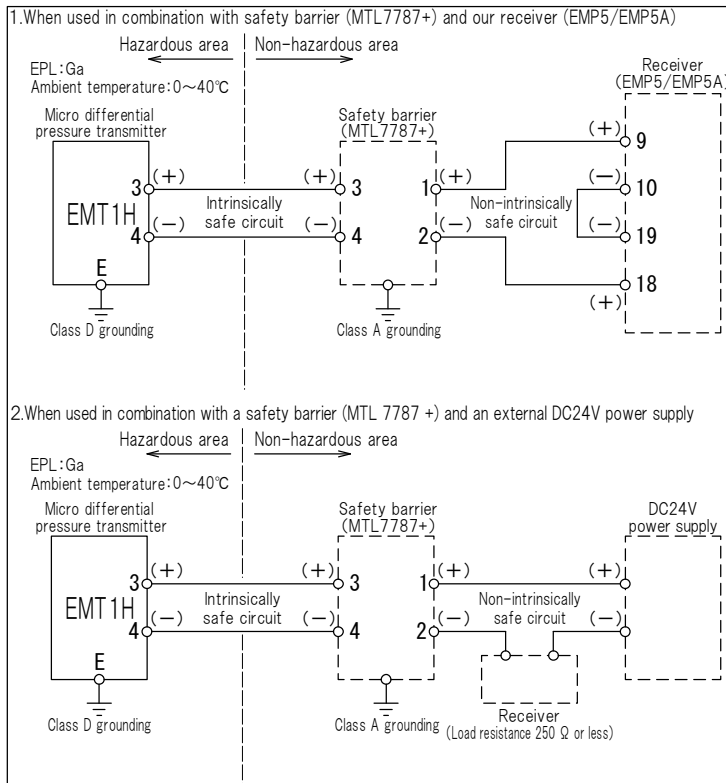 1.When used in combination with safety barrier (MTL7787+) and our receiver (EMP5/EMP5A)
Hazardous area
Non-hazardous area
EPL:Ga
Ambient temperature:0～40℃
Receiver
(EMP5/EMP5A)
Micro differential
pressure transmitter
Safety barrier
(MTL7787+)
(+) 9
3 (+)
(+) 3
1 (+)
(-) 10
EMT1H
Intrinsically
safe circuit
Non-intrinsically
safe circuit
4 (-)
(-) 4
2 (-)
(-) 19
E
18
(+)
Class D grounding
Class A grounding
2.When used in combination with a safety barrier (MTL 7787 +) and an external DC24V power supply
Hazardous area
Non-hazardous area
EPL:Ga
Ambient temperature:0～40℃
Micro differential
pressure transmitter
Safety barrier
(MTL7787+)
DC24V
power supply
3 (+)
(+) 3
1 (+)
(+)
EMT1H
Intrinsically
safe circuit
Non-intrinsically
safe circuit
4 (-)
(-) 4
2 (-)
(-)
E
Class D grounding
Class A grounding
Receiver
(Load resistance 250 Ω or less)